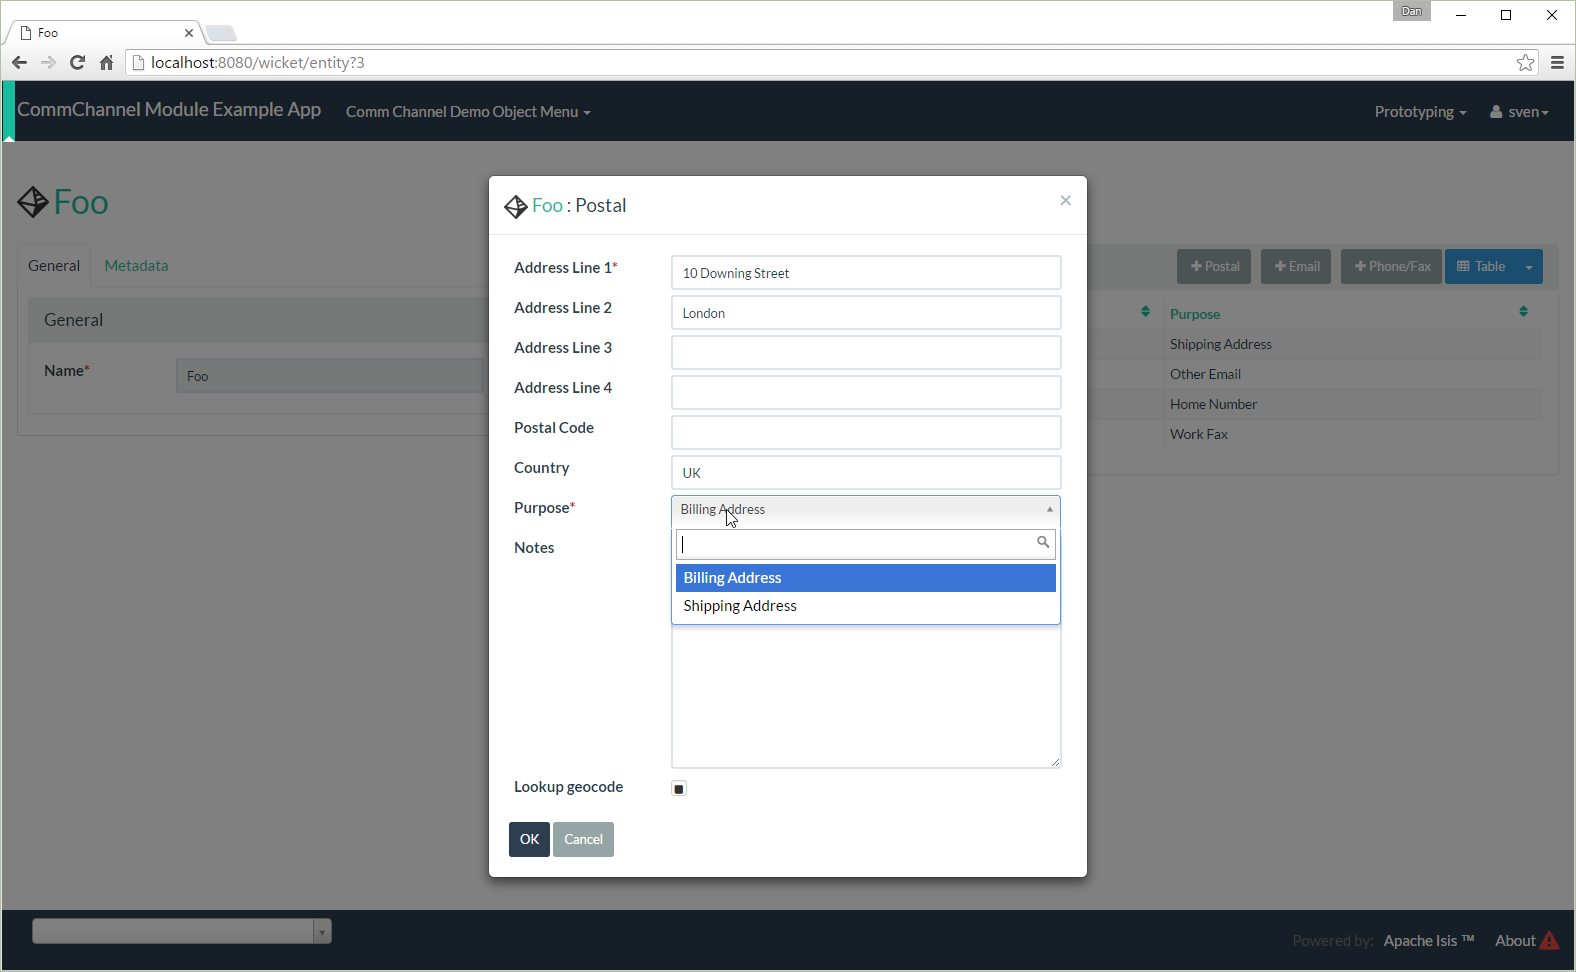 Dan
Foo
localhost:8080/wicket/entity?3
CommChannel Module Example App
Comm Channel Demo Object Menu
Prototyping
sven
Foo
General
Metadata
Postal
Email
Phone/Fax
Table
General
Name*
Foo
Purpose
Shipping Address
Other Email
Home Number
Work Fax
Foo : Postal
×
Address Line 1*
10 Downing Street
Address Line 2
London
Address Line 3
Address Line 4
Postal Code
Country
UK
Purpose*
Billing Address
Notes
Billing Address
Shipping Address
Lookup geocode
OK
Cancel
Powered by:
Apache Isis ™
About